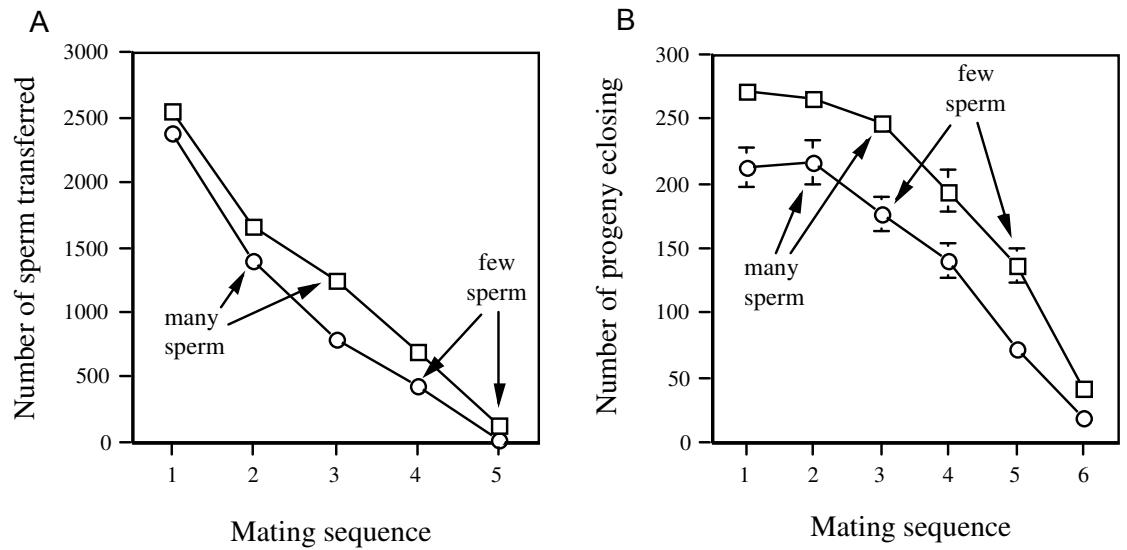 A
Number of sperm transferred
3000
2500
2000
1500
1000
500
0
many
sperm
few
sperm
1
2
3
4
5
Mating sequence
B
Number of progeny eclosing
300
250
200
150
100
50
0
few
sperm
many
sperm
1
2
3
4
5
6
Mating sequence